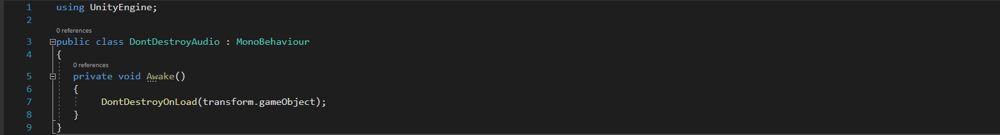 1 using UnityEngine;
2
0 references
3 public class DontDestroyAudio : MonoBehaviour
4 {
0 references
5 private void Awake()
6 {
7 DontDestroyOnLoad(transform.gameObject);
8 }
9 }